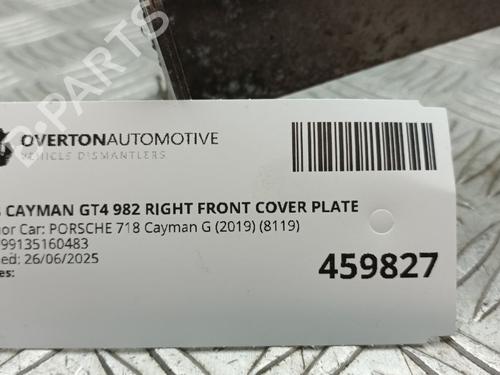 OVERTONAUTOMOTIVE
VEHICLE DISMANTLERS
CAYMAN GT4 982 RIGHT FRONT COVER PLATE
Car: PORSCHE 718 Cayman G (2019) (8119)
99135160483
26/06/2025
459827
B-PARTS